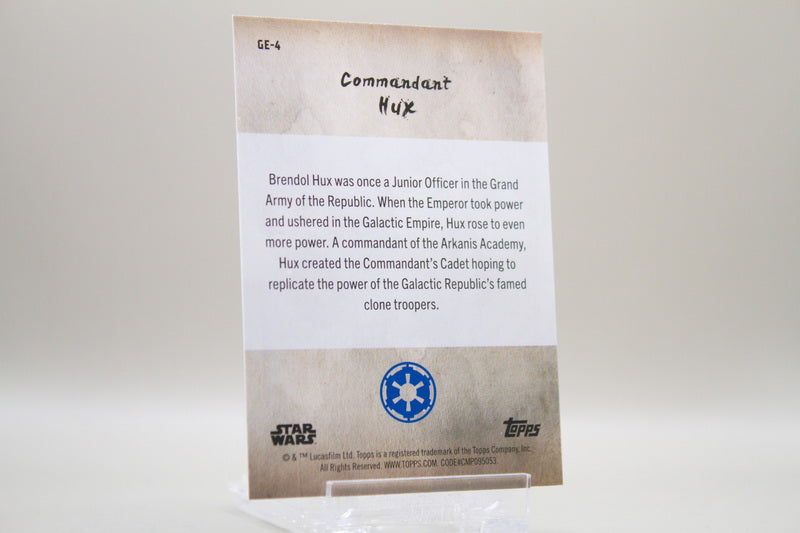 GE-4
Commandant
Hux
Brendol Hux was once a Junior Officer in the Grand
Army of the Republic. When the Emperor took power
and ushered in the Galactic Empire, Hux rose to even
more power. A commandant of the Arkanis Academy,
Hux created the Commandant's Cadet hoping to
replicate the power of the Galactic Republic's famed
clone troopers.
STAR
WARS
Topps
© & ™ Lucasfilm Ltd. Topps is a registered trademark of the Topps Company, Inc.
All Rights Reserved. WWW.TOPPS.COM. CODE#CMP095053.